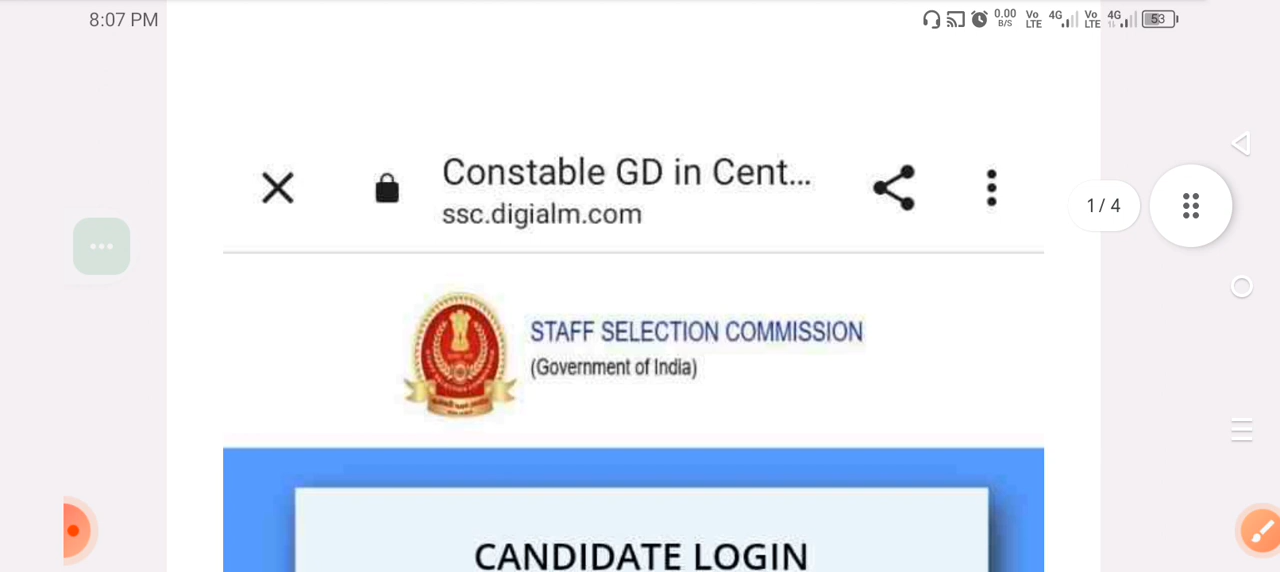 8:07 PM
0.00 B/S Vo LTE 4G Vo LTE 4G 53
Constable GD in Cent...
ssc.digialm.com
1/4
STAFF SELECTION COMMISSION
(Government of India)
CANDIDATE LOGIN